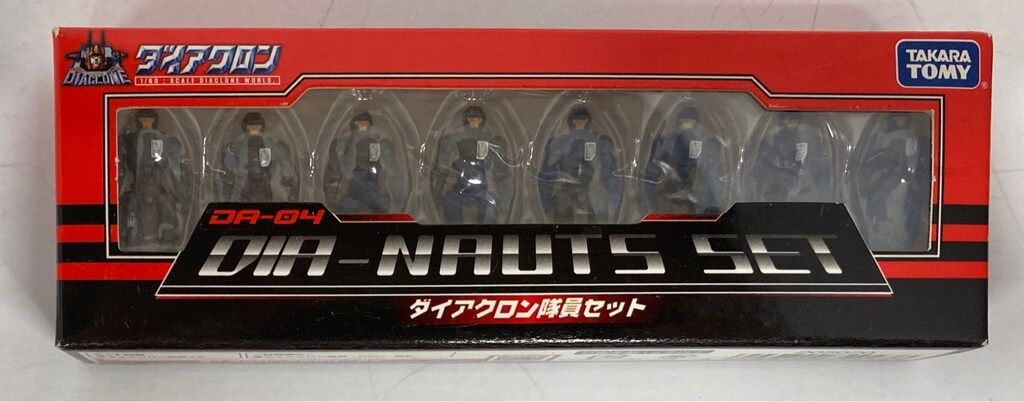 DIACLONE
ダイアクロン
1/60 : SCALE DIACLONE WORLD.
TAKARA
TOMY
®
DA-04
DIA-NAUTS SET
ダイアクロン隊員セット